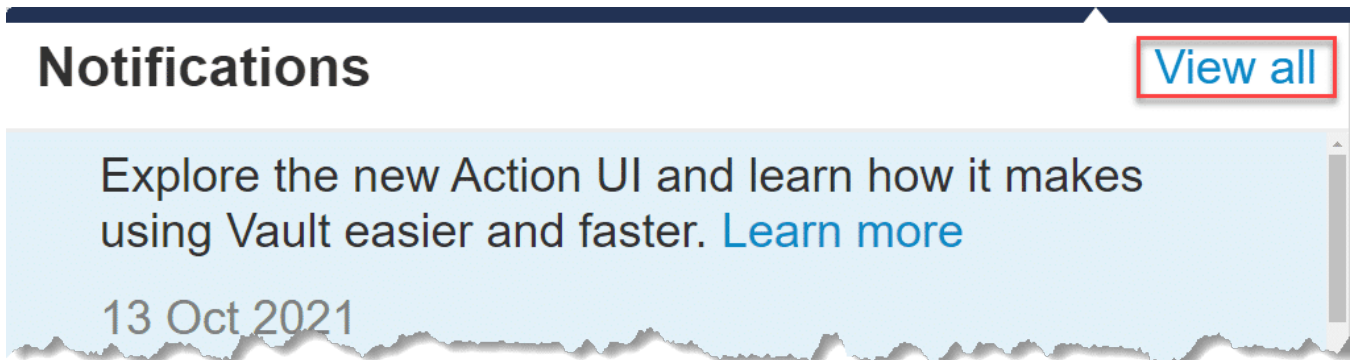 Notifications
View all
Explore the new Action UI and learn how it makes
using Vault easier and faster. Learn more
13 Oct 2021